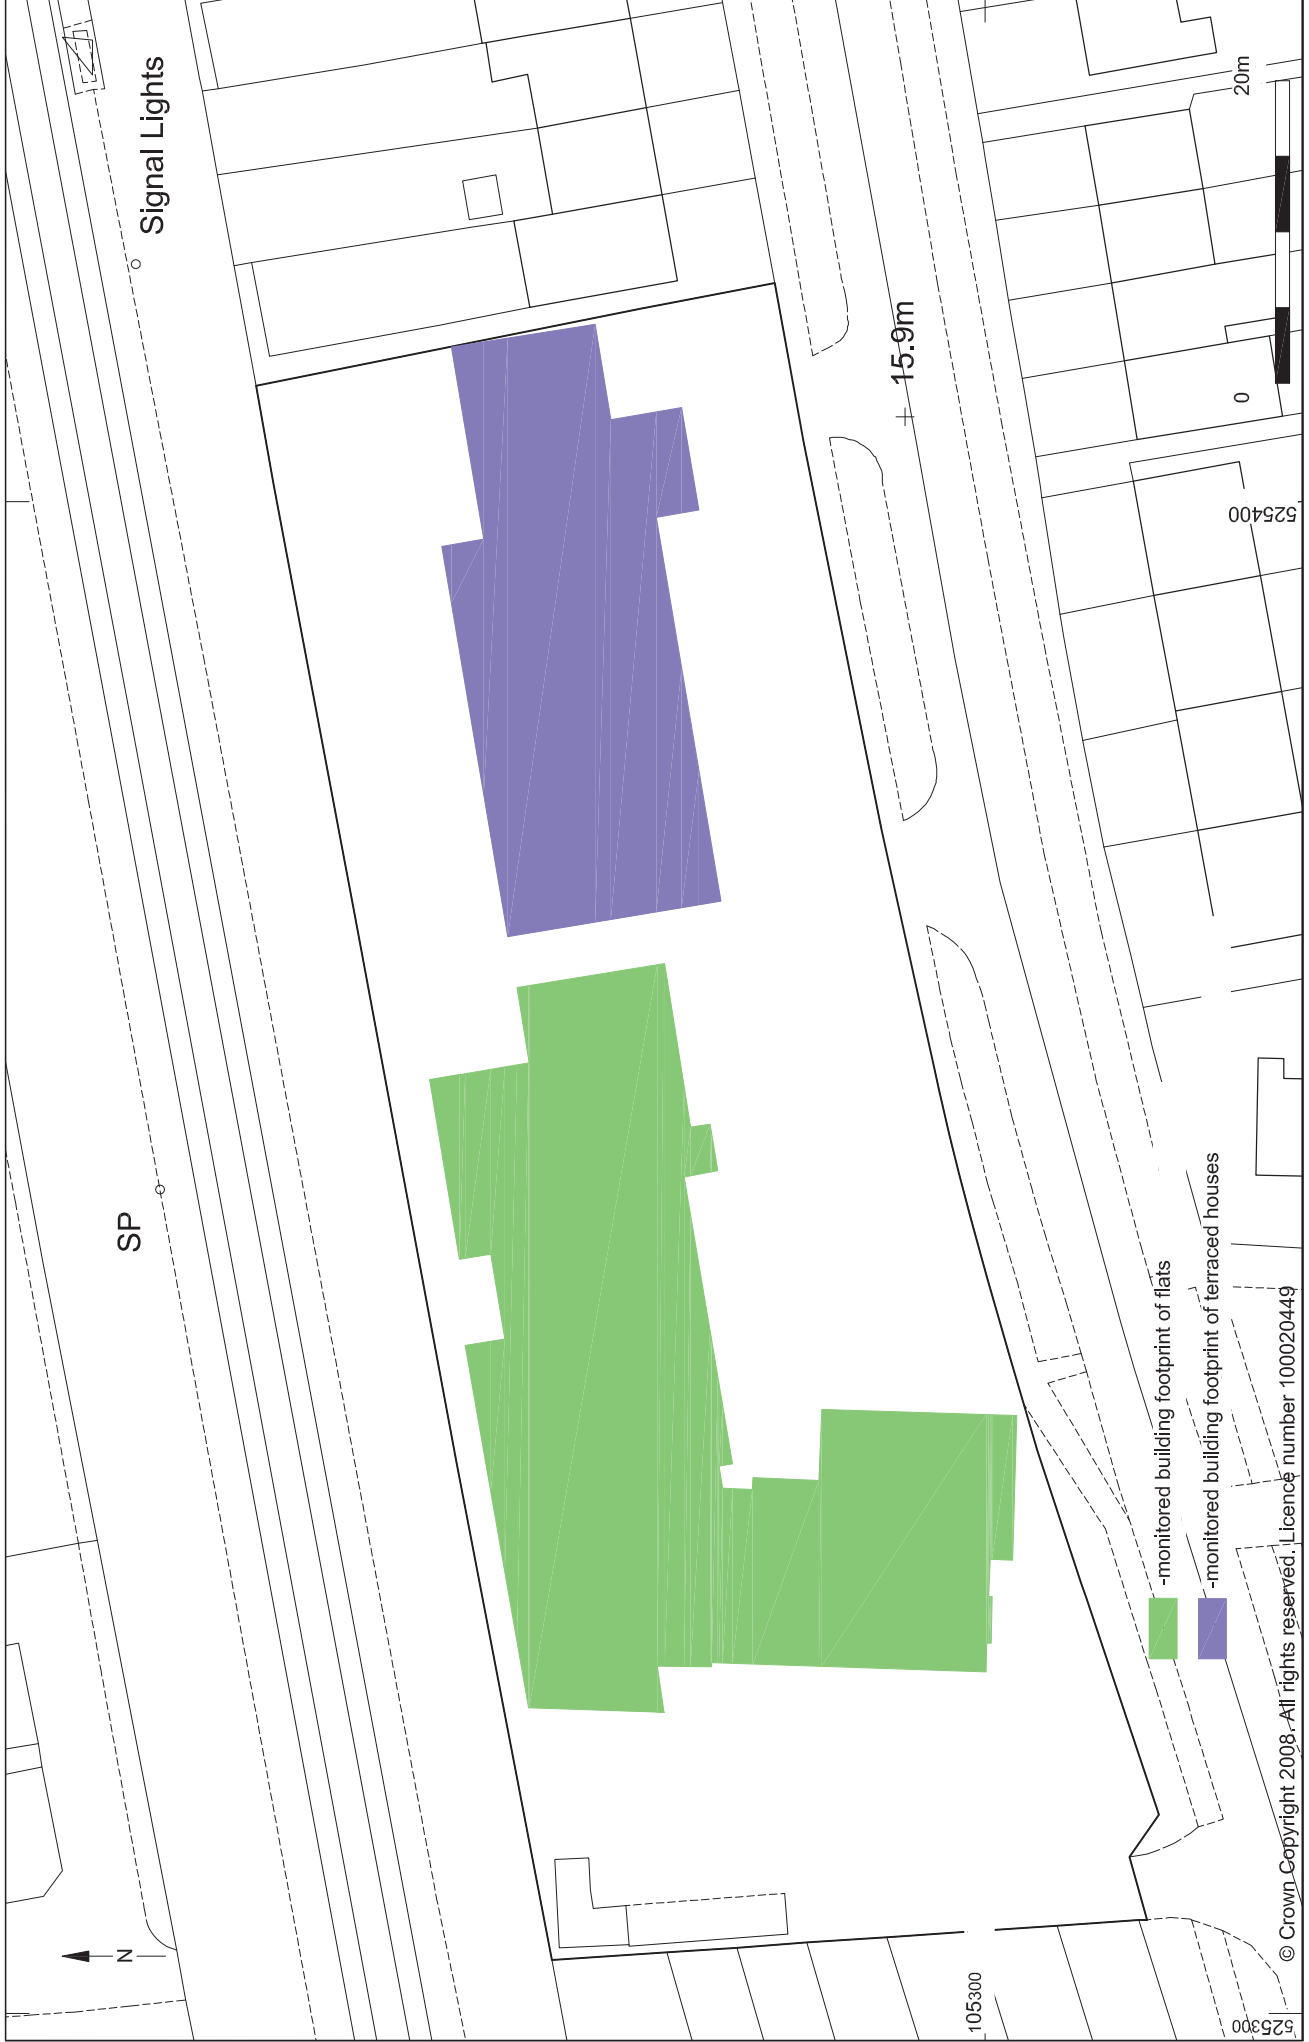 Signal Lights
SP
15.9m
20m
0
525400
-monitored building footprint of flats
-monitored building footprint of terraced houses
N
105300
525300
© Crown Copyright 2008. All rights reserved. Licence number 100020449